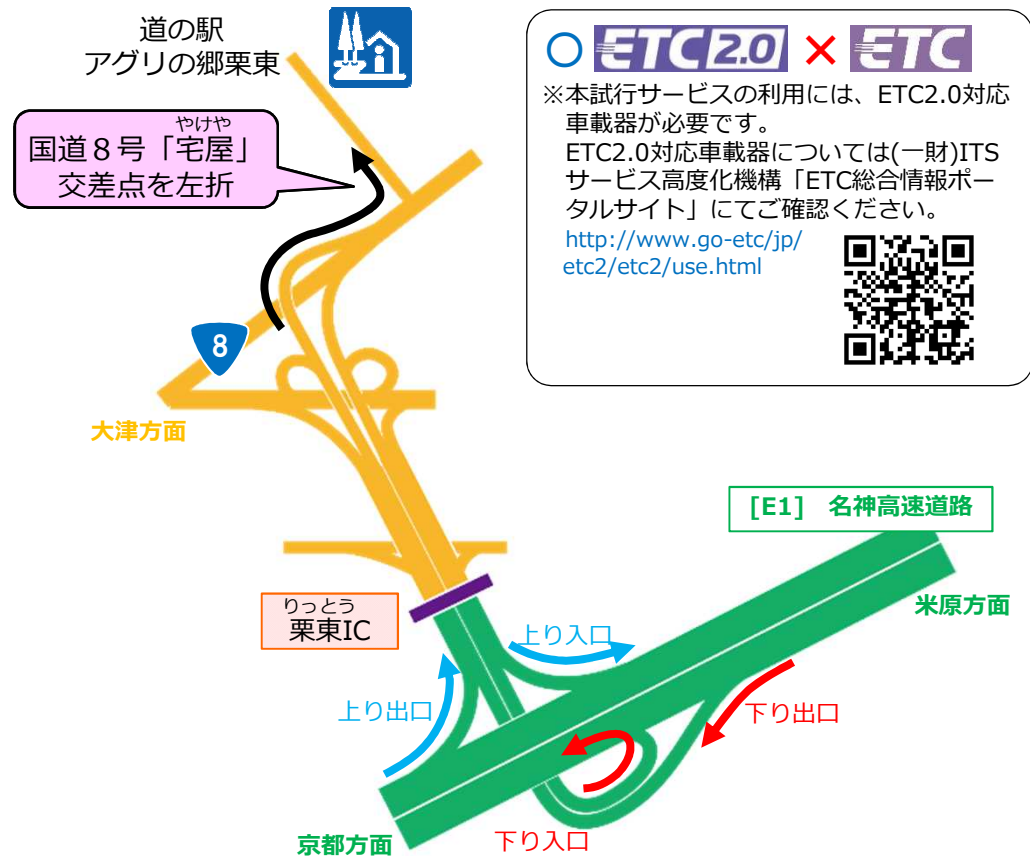 道の駅
アグリの郷栗東
やけや
国道８号「宅屋」
交差点を左折
○ ETC2.0 × ETC
※本試行サービスの利用には、ETC2.0対応
車載器が必要です。
ETC2.0対応車載器については(一財)ITS
サービス高度化機構「ETC総合情報ポー
タルサイト」にてご確認ください。
http://www.go-etc/jp/
etc2/etc2/use.html
8
大津方面
[E1]　名神高速道路
りっとう
栗東IC
米原方面
上り入口
上り出口
下り出口
下り入口
京都方面